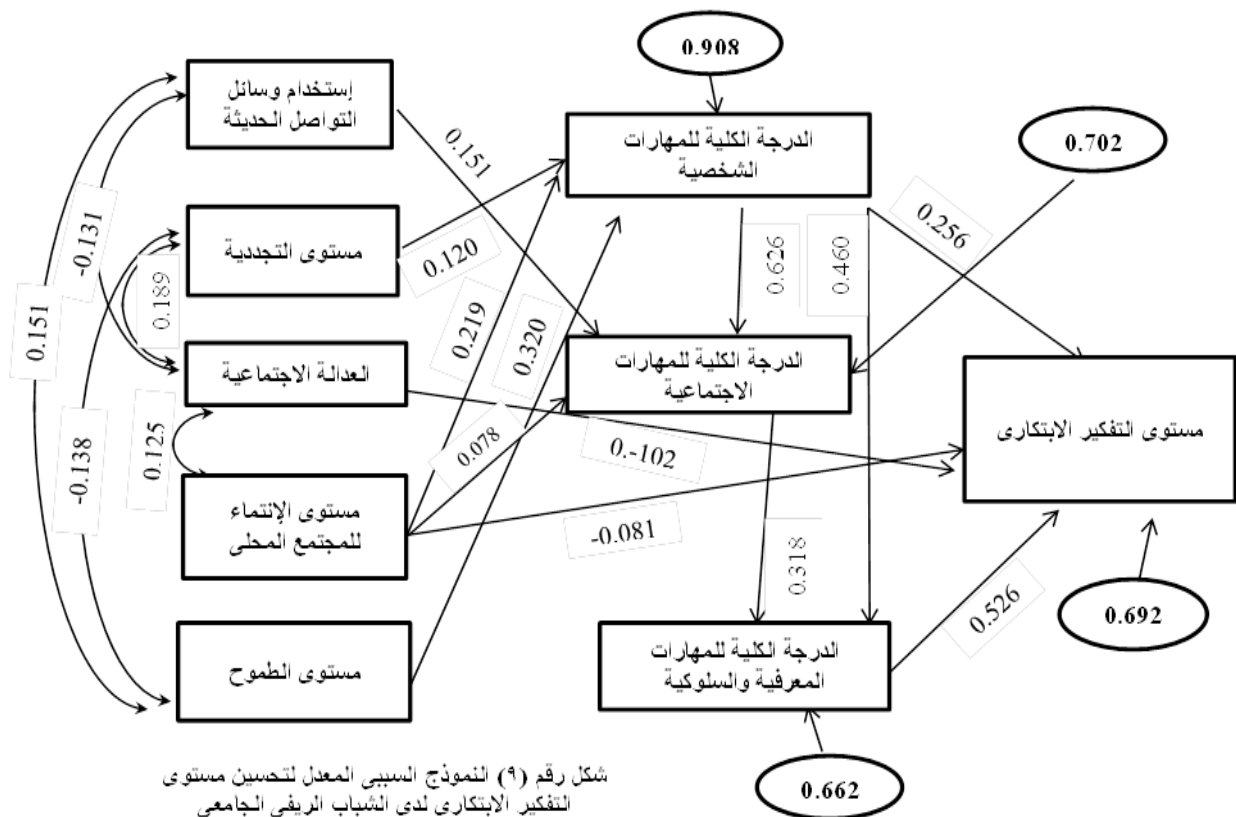 0.908
إستخدام وسائل
التواصل الحديثة
الدرجة الكلية للمهارات
الشخصية
0.702
0.151
-0.131
مستوى التجددية
0.120
0.189
0.626
0.460
0.256
0.151
0.219
0.320
العدالة الاجتماعية
الدرجة الكلية للمهارات
الاجتماعية
مستوى التفكير الابتكارى
0.125
-0.138
0.078
0.-102
مستوى الإنتماء
للمجتمع المحلى
-0.081
0.318
0.526
0.692
مستوى الطموح
الدرجة الكلية للمهارات
المعرفية والسلوكية
0.662
شكل رقم (٩) النموذج السببى المعدل لتحسين مستوى
التفكير الابتكارى لدى الشباب الريفى الجامعى